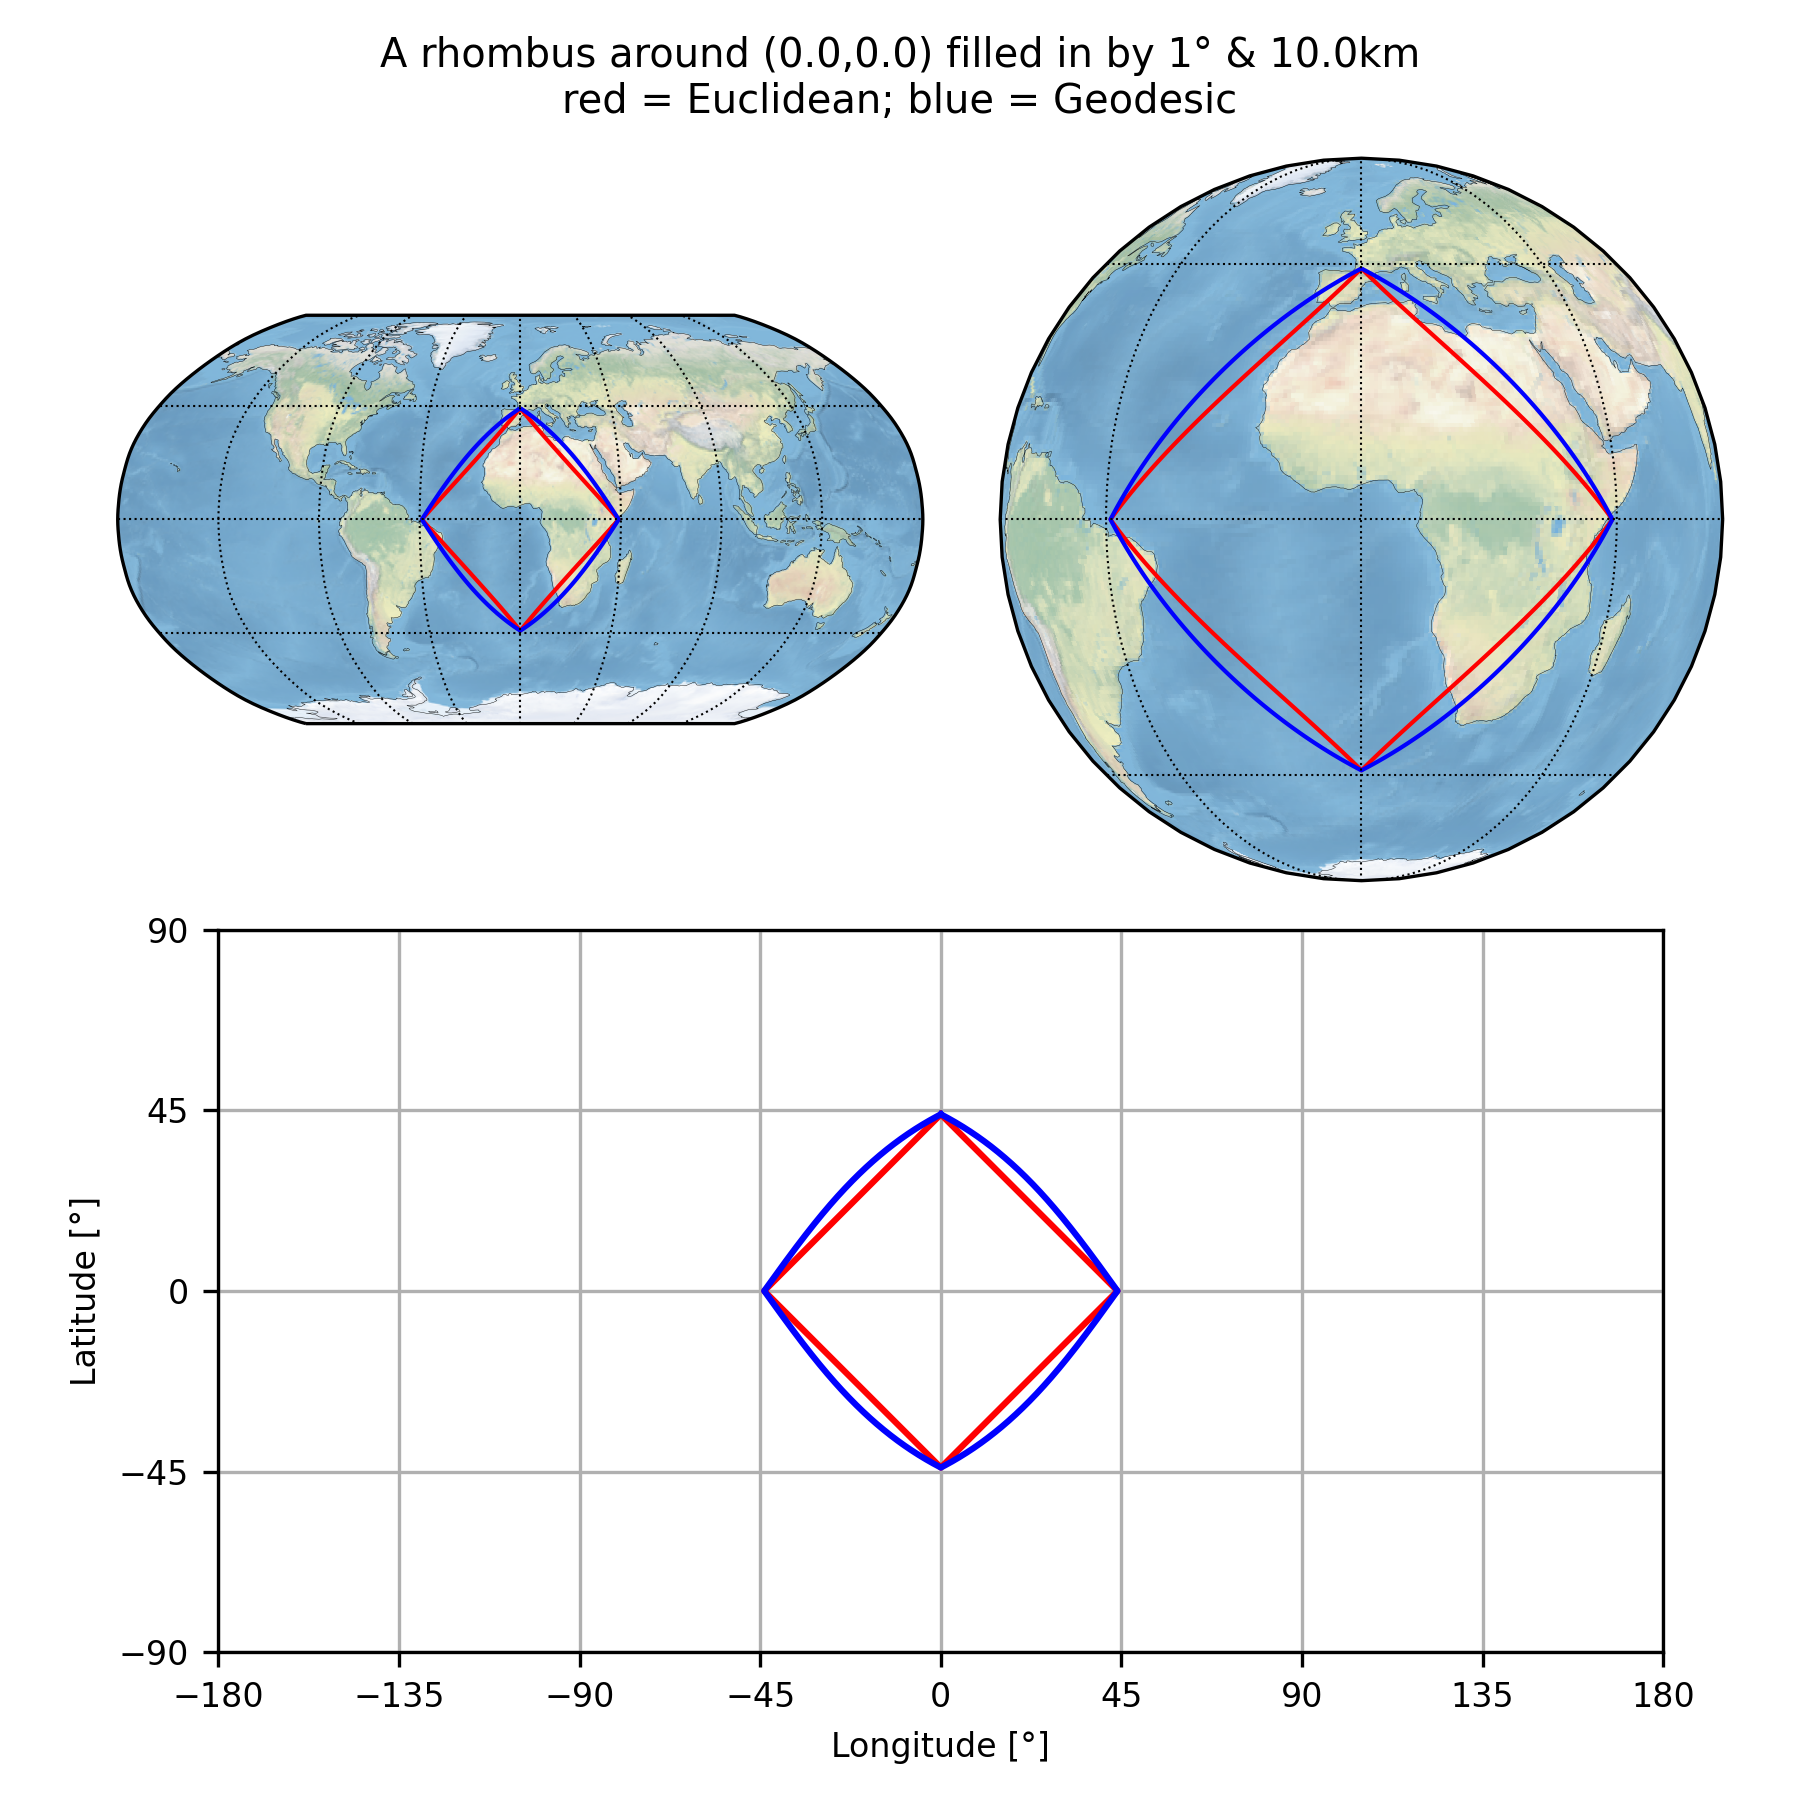 A rhombus around (0.0,0.0) filled in by 1° & 10.0km
red = Euclidean; blue = Geodesic
90
45
0
−45
−90
Latitude [°]
−180 −135 −90 −45 0 45 90 135 180
Longitude [°]